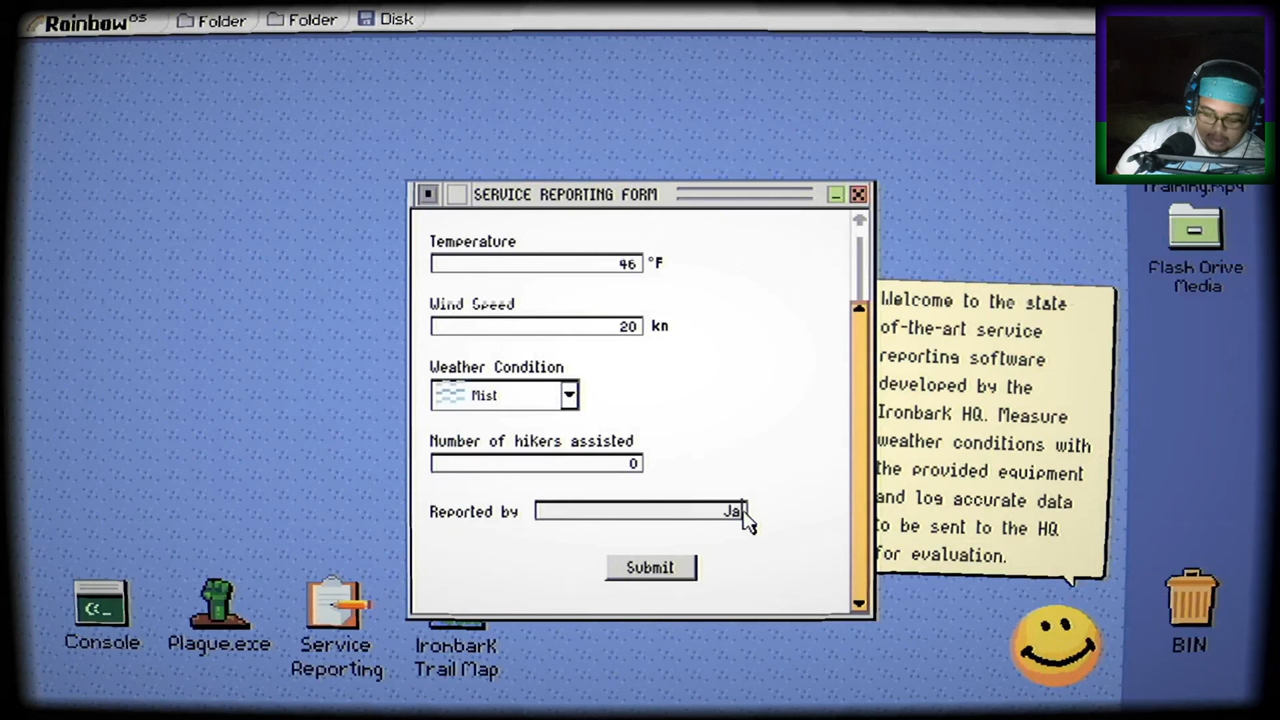 RainbowOS
Folder
Folder
Disk
Training.mp4
Flash Drive
Media
SERVICE REPORTING FORM
Temperature
46 °F
Wind Speed
20 kn
Weather Condition
Mist
Number of hikers assisted
0
Reported by
Ja
Submit
Welcome to the state
of-the-art service
reporting software
developed by the
Ironbark HQ. Measure
weather conditions with
the provided equipment
and log accurate data
to be sent to the HQ
for evaluation.
Console
Plague.exe
Service
Reporting
Ironbark
Trail Map
BIN